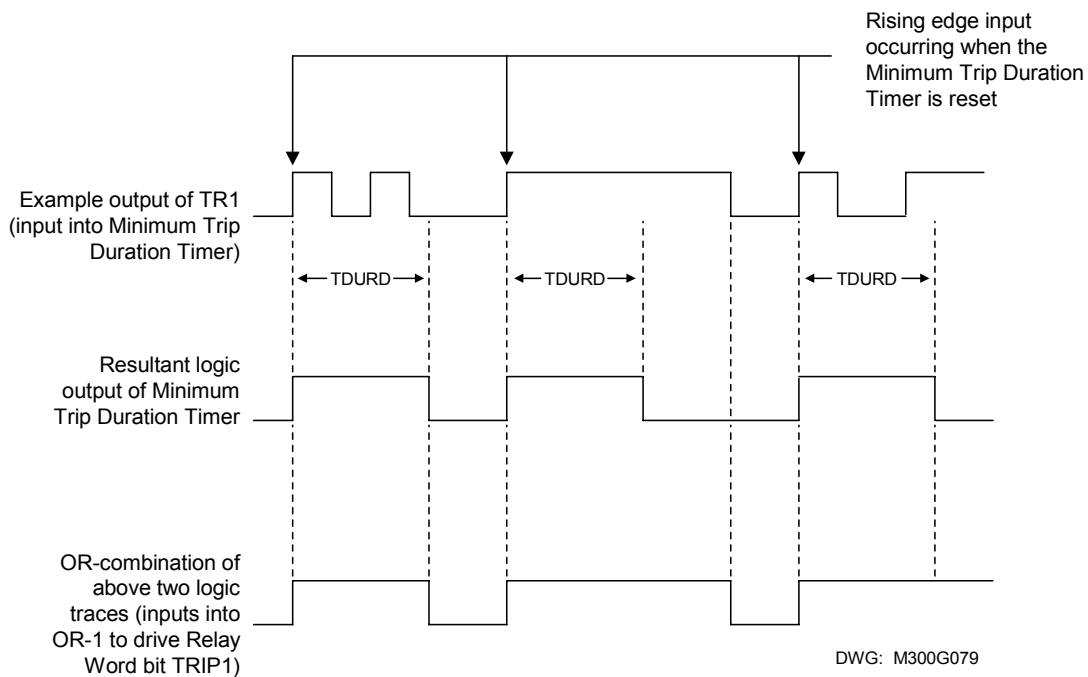 Rising edge input
occurring when the
Minimum Trip Duration
Timer is reset
Example output of TR1
(input into Minimum Trip
Duration Timer)
TDURD
TDURD
TDURD
Resultant logic
output of Minimum
Trip Duration Timer
OR-combination of
above two logic
traces (inputs into
OR-1 to drive Relay
Word bit TRIP1)
DWG: M300G079